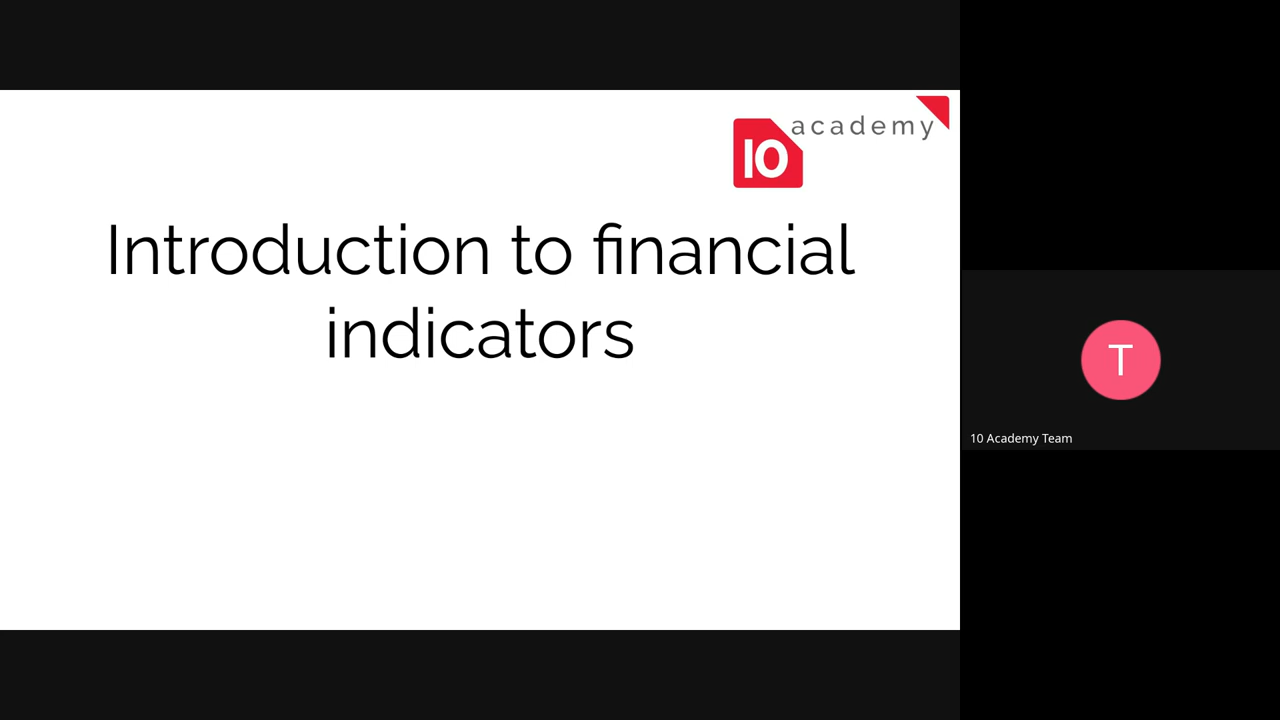 academy
10
Introduction to financial
indicators
T
10 Academy Team